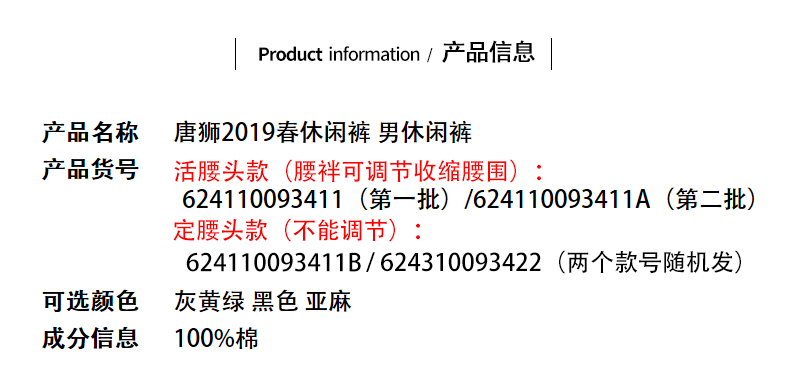 Product information / 产品信息
产品名称 唐狮2019春休闲裤 男休闲裤
产品货号 活腰头款（腰袢可调节收缩腰围）：
624110093411（第一批）/624110093411A（第二批）
定腰头款（不能调节）：
624110093411B / 624310093422（两个款号随机发）
可选颜色 灰黄绿 黑色 亚麻
成分信息 100%棉